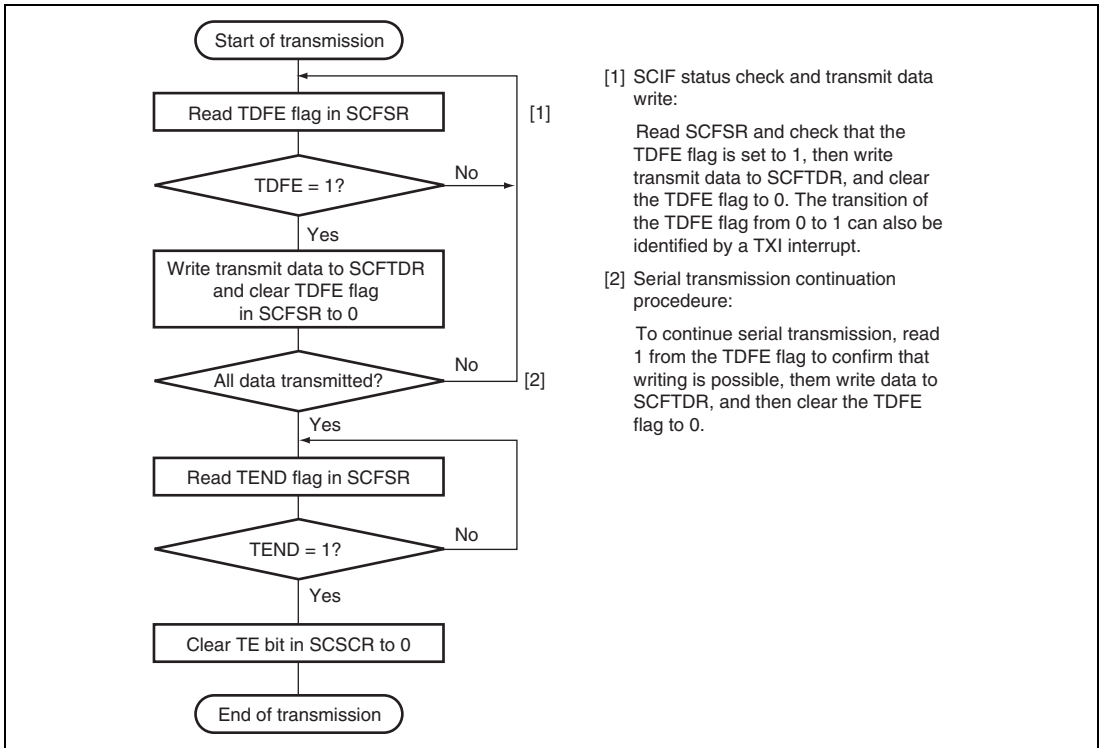 Start of transmission
Read TDFE flag in SCFSR
[1]
TDFE = 1?
No
Yes
Write transmit data to SCFTDR
and clear TDFE flag
in SCFSR to 0
All data transmitted?
No
[2]
Yes
Read TEND flag in SCFSR
TEND = 1?
No
Yes
Clear TE bit in SCSCR to 0
End of transmission
[1] SCIF status check and transmit data
write:
Read SCFSR and check that the
TDFE flag is set to 1, then write
transmit data to SCFTDR, and clear
the TDFE flag to 0. The transition of
the TDFE flag from 0 to 1 can also be
identified by a TXI interrupt.
[2] Serial transmission continuation
procedeure:
To continue serial transmission, read
1 from the TDFE flag to confirm that
writing is possible, them write data to
SCFTDR, and then clear the TDFE
flag to 0.